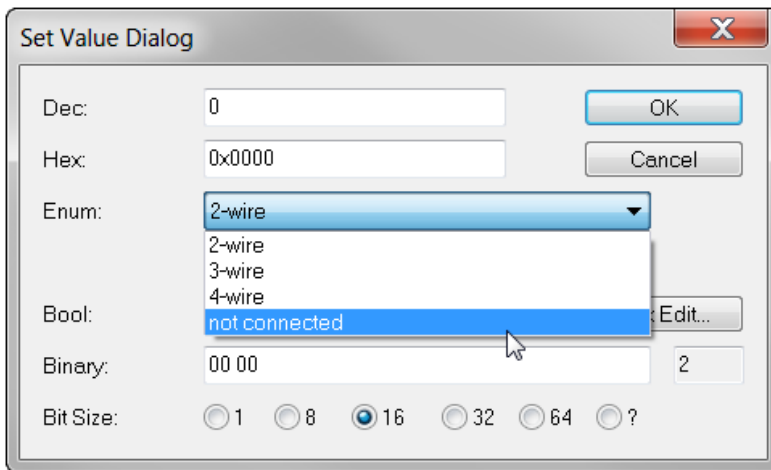 Set Value Dialog
Dec: 0 OK
Hex: 0x0000 Cancel
Enum: 2-wire
2-wire
3-wire
4-wire
not connected
Bool: Edit...
Binary: 00 00 2
Bit Size: 1 8 16 32 64 ?